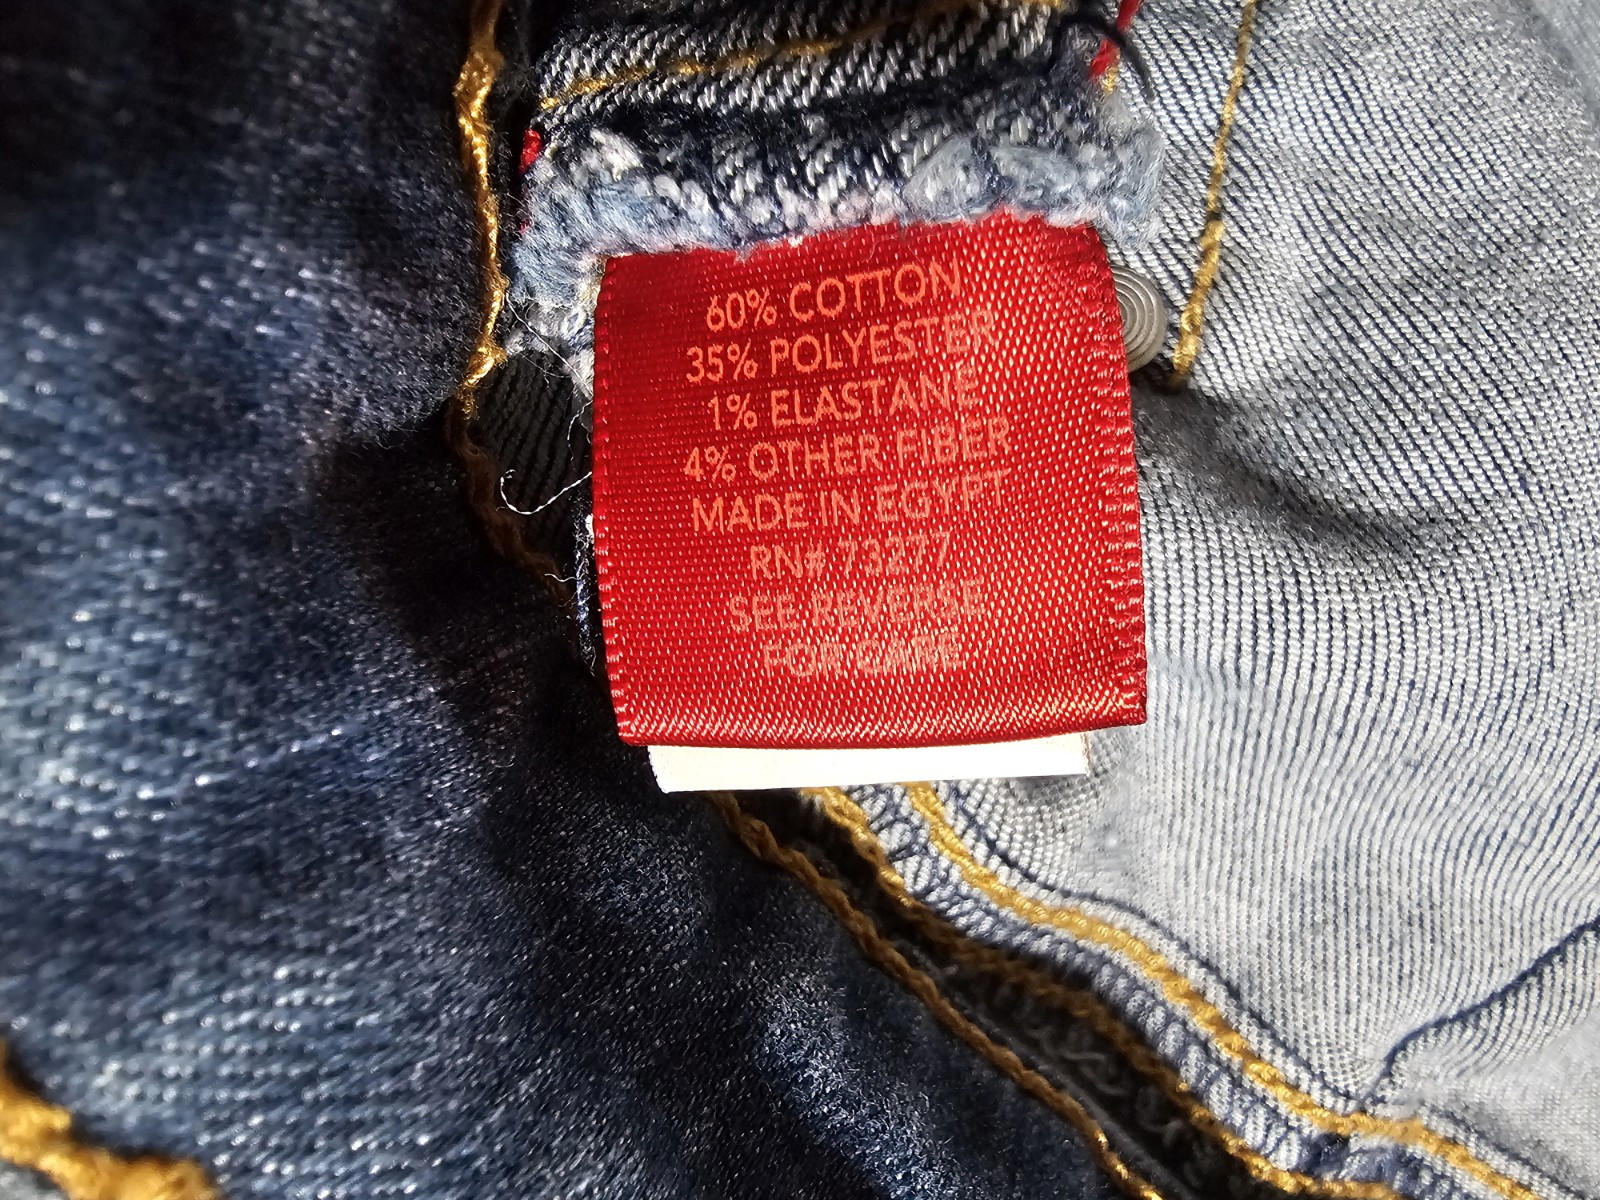 60% COTTON
35% POLYESTER
1% ELASTANE
4% OTHER FIBER
MADE IN EGYPT
RN# 73277
SEE REVERSE
FOR CARE